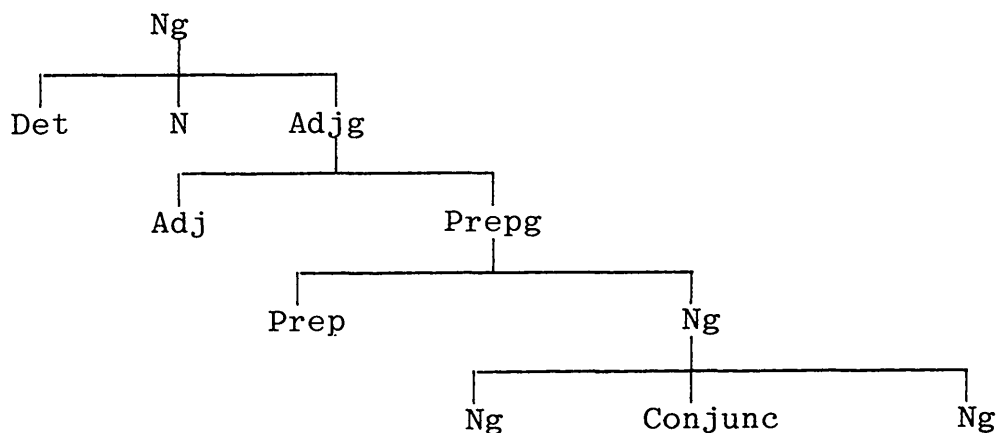 Ng
Det N Adjg
Adj Prepg
Prep Ng
Ng Conjunc Ng